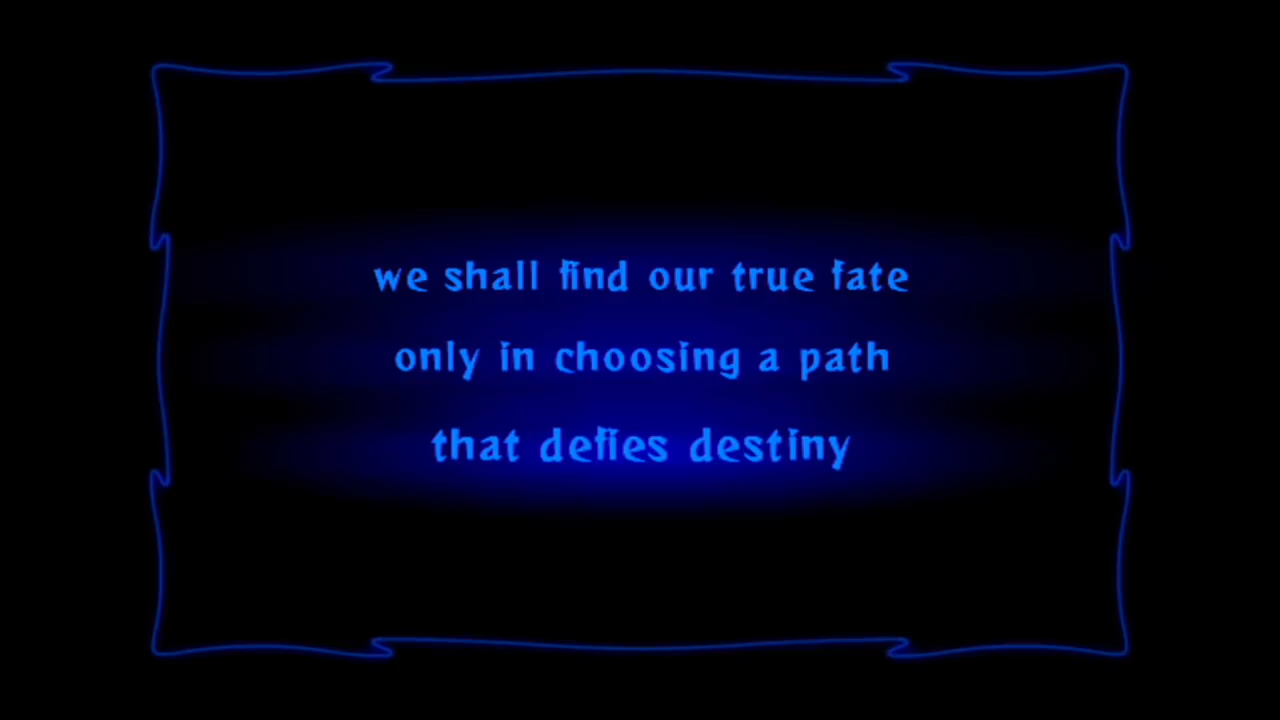 we shall find our true fate
only in choosing a path
that defies destiny